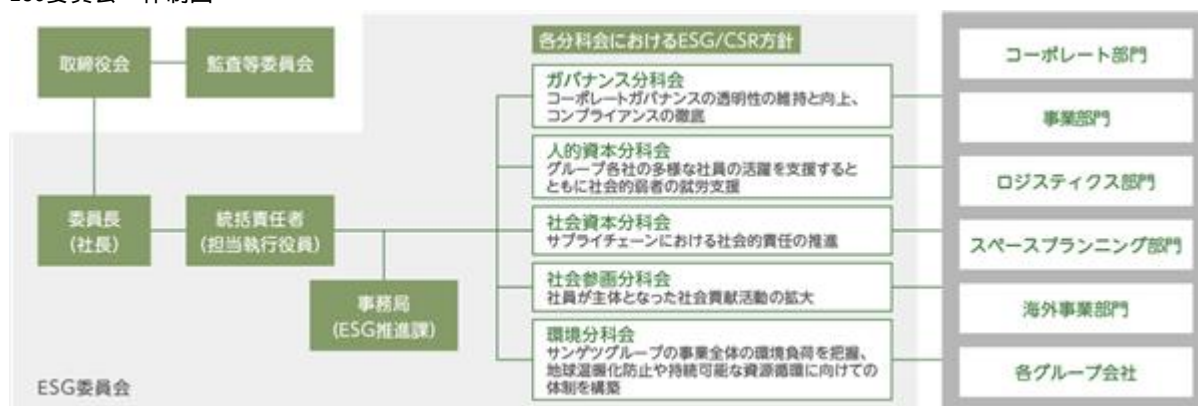 取締役会
監査等委員会
委員長
(社長)
統括責任者
(担当執行役員)
事務局
(ESG推進課)
ESG委員会
各分科会におけるESG/CSR方針
ガバナンス分科会
コーポレートガバナンスの透明性の維持と向上、
コンプライアンスの徹底
人的資本分科会
グループ各社の多様な社員の活躍を支援すると
ともに社会的弱者の就労支援
社会資本分科会
サプライチェーンにおける社会的責任の推進
社会参画分科会
社員が主体となった社会貢献活動の拡大
環境分科会
サンゲツグループの事業全体の環境負荷を把握、
地球温暖化防止や持続可能な資源循環に向けての
体制を構築
コーポレート部門
事業部門
ロジスティクス部門
スペースプランニング部門
海外事業部門
各グループ会社